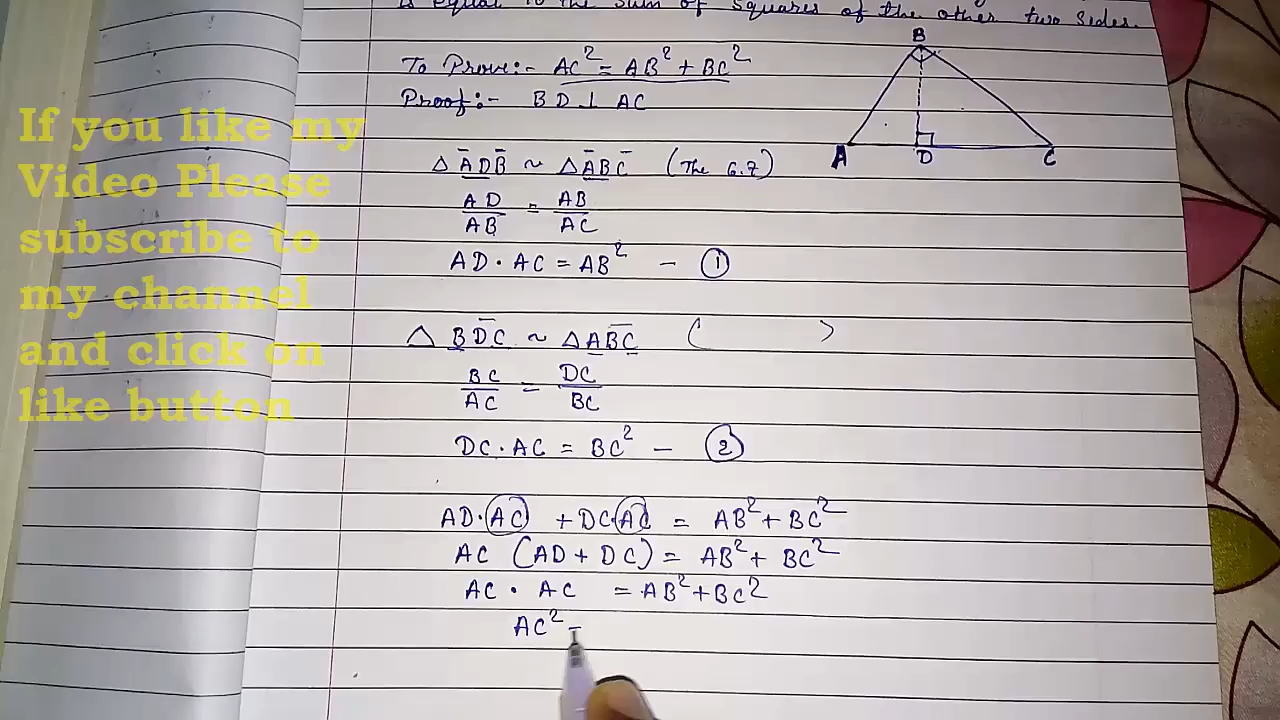 is equal to the sum of squares of the other two sides.
To Prove:- AC² = AB² + BC²
Proof:- BD ⊥ AC
B
A D C
△ADB ~ △ABC (The 6.7)
AD/AB = AB/AC
AD·AC = AB² - ①
△BDC ~ △ABC ( )
BC/AC = DC/BC
DC·AC = BC² - ②
AD·AC + DC·AC = AB² + BC²
AC (AD + DC) = AB² + BC²
AC · AC = AB² + BC²
AC² =
If you like my
Video Please
subscribe to
my channel
and click on
like button